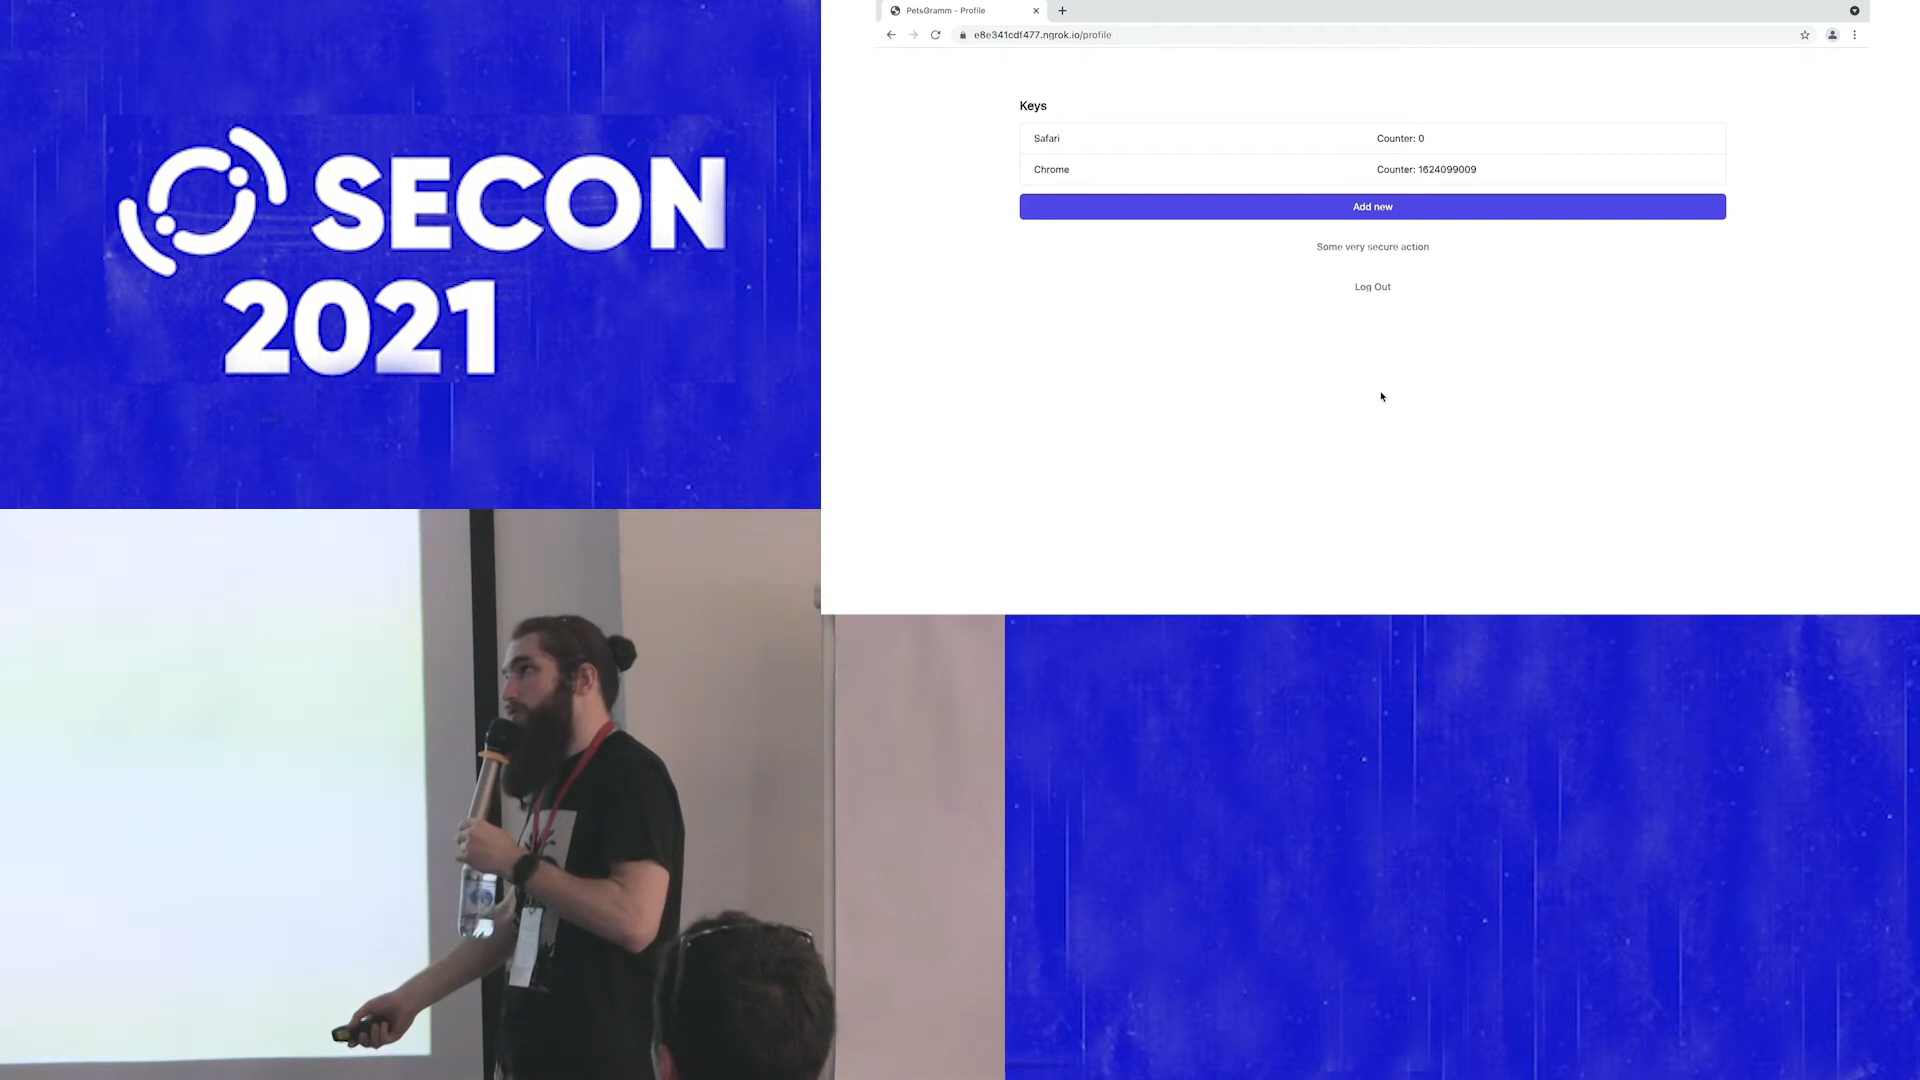 SECON
2021
PetsGramm - Profile
e8e341cdf477.ngrok.io/profile
Keys
Safari
Counter: 0
Chrome
Counter: 1624099009
Add new
Some very secure action
Log Out